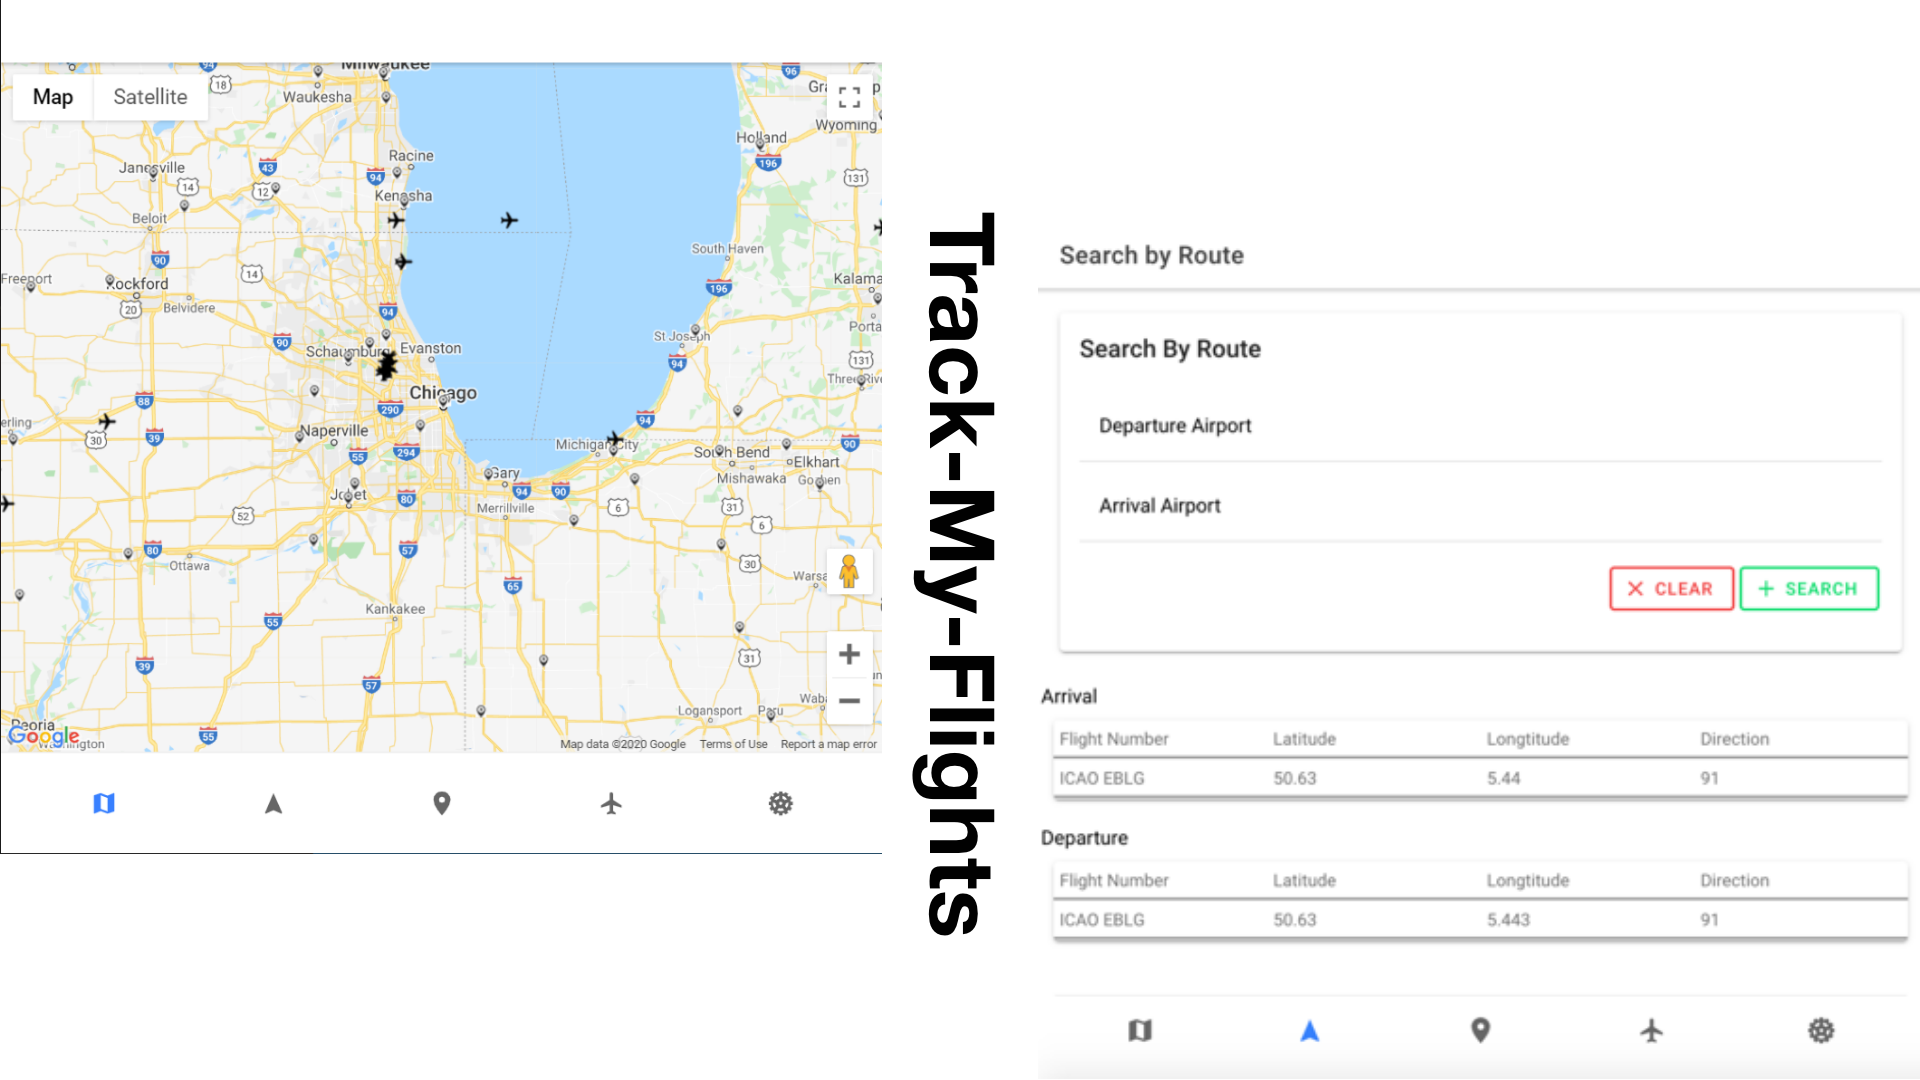 Map
Satellite
Milwaukee
Waukesha
94
18
96
Wyoming
Holland
196
131
Racine
Janesville
43
14
12
94
Kenosha
Beloit
90
14
South Haven
Freeport
Rockford
20
Belvidere
94
196
Kalama
Porta
90
Schaumburg
Evanston
St Joseph
94
131
Three Riv
Chicago
88
290
erling
30
39
Naperville
55
294
94
Michigan City
South Bend
90
Elkhart
Mishawaka
Goshen
Gary
94
90
Joliet
80
52
Merrillville
6
31
6
80
57
30
Ottawa
65
Warsa
Kankakee
55
39
57
31
Wab
Logansport
Peru
Peoria
Google
Washington
55
Map data ©2020 Google
Terms of Use
Report a map error
Track-My-Flights
Search by Route
Search By Route
Departure Airport
Arrival Airport
CLEAR
SEARCH
Arrival
Flight Number Latitude Longtitude Direction
ICAO EBLG 50.63 5.44 91
Departure
Flight Number Latitude Longtitude Direction
ICAO EBLG 50.63 5.443 91